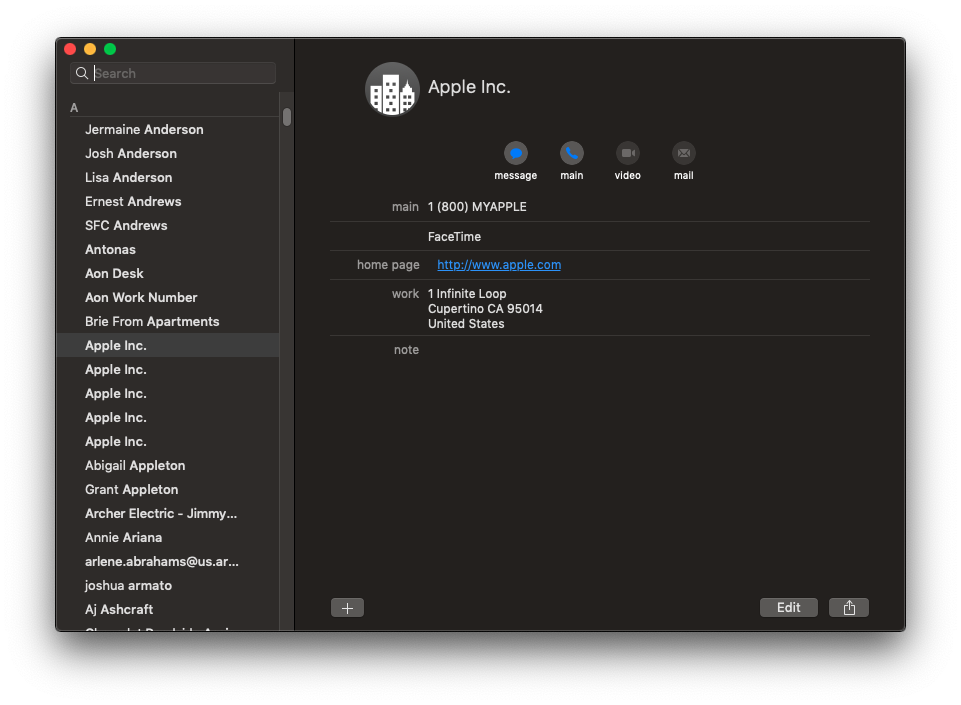 Search
A
Jermaine Anderson
Josh Anderson
Lisa Anderson
Ernest Andrews
SFC Andrews
Antonas
Aon Desk
Aon Work Number
Brie From Apartments
Apple Inc.
Apple Inc.
Apple Inc.
Apple Inc.
Apple Inc.
Abigail Appleton
Grant Appleton
Archer Electric - Jimmy...
Annie Ariana
arlene.abrahams@us.ar...
joshua armato
Aj Ashcraft
Apple Inc.
message main video mail
main 1 (800) MYAPPLE
FaceTime
home page http://www.apple.com
work 1 Infinite Loop
Cupertino CA 95014
United States
note
Edit